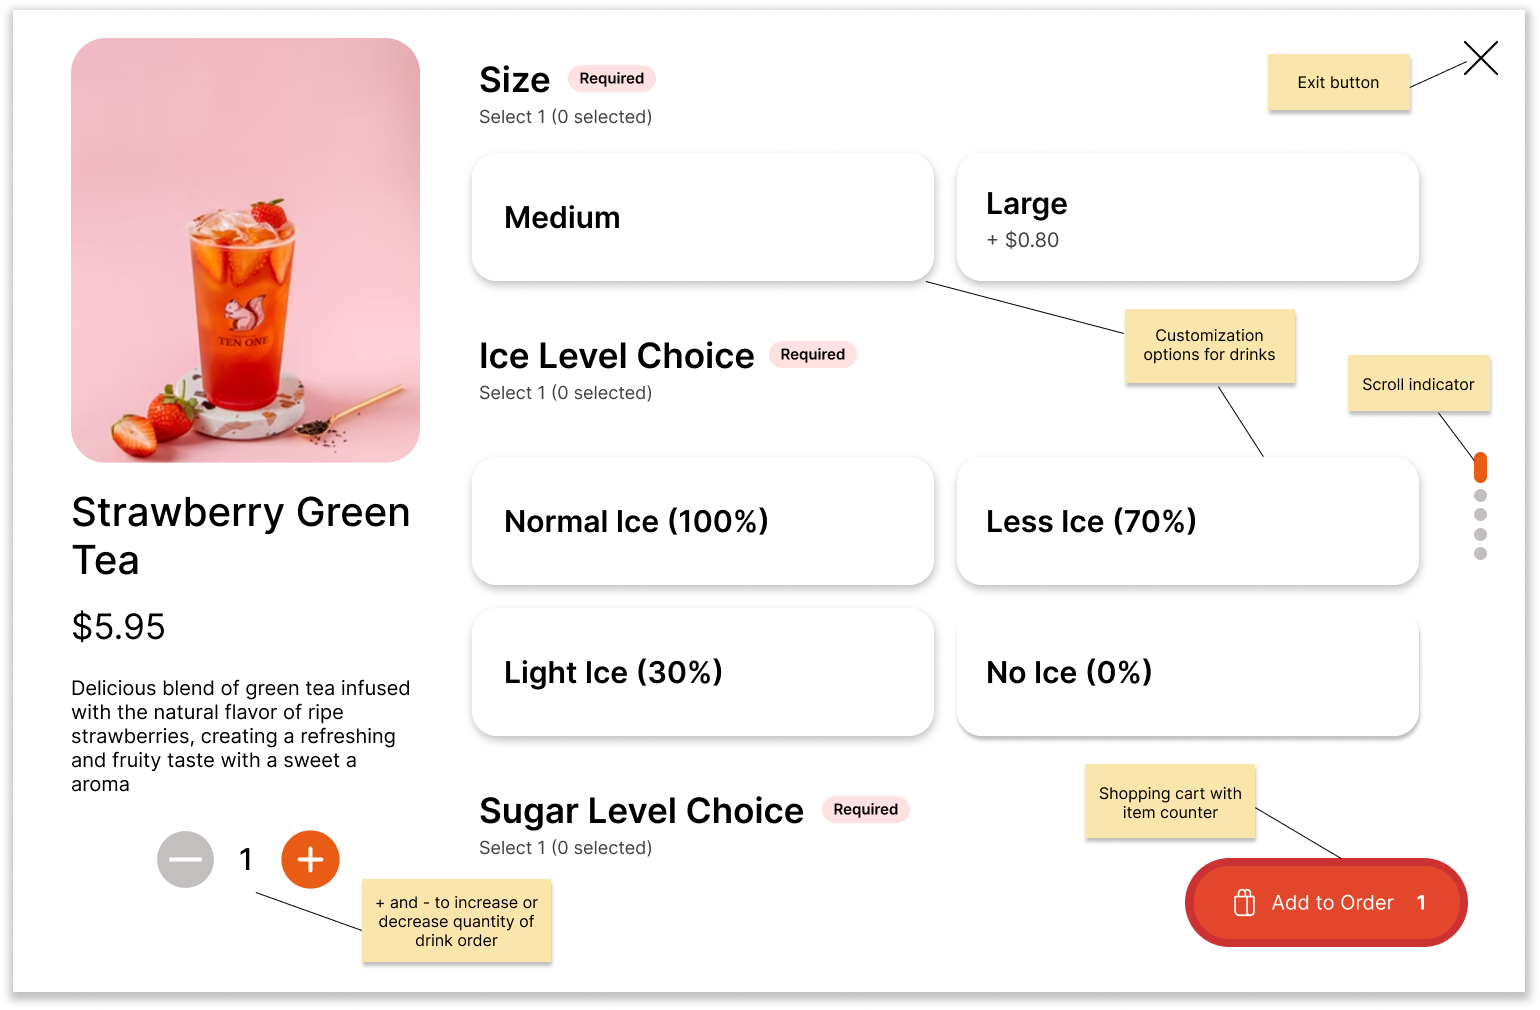 TEN ONE
Strawberry Green
Tea
$5.95
Delicious blend of green tea infused
with the natural flavor of ripe
strawberries, creating a refreshing
and fruity taste with a sweet a
aroma
1
+ and - to increase or
decrease quantity of
drink order
Size Required
Select 1 (0 selected)
Exit button
Medium
Large
+ $0.80
Customization
options for drinks
Ice Level Choice Required
Select 1 (0 selected)
Scroll indicator
Normal Ice (100%)
Less Ice (70%)
Light Ice (30%)
No Ice (0%)
Sugar Level Choice Required
Select 1 (0 selected)
Shopping cart with
item counter
Add to Order 1